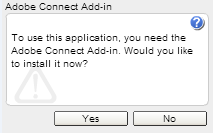 Adobe Connect Add-in
?
To use this application, you need the
Adobe Connect Add-in. Would you like
to install it now?
Yes
No